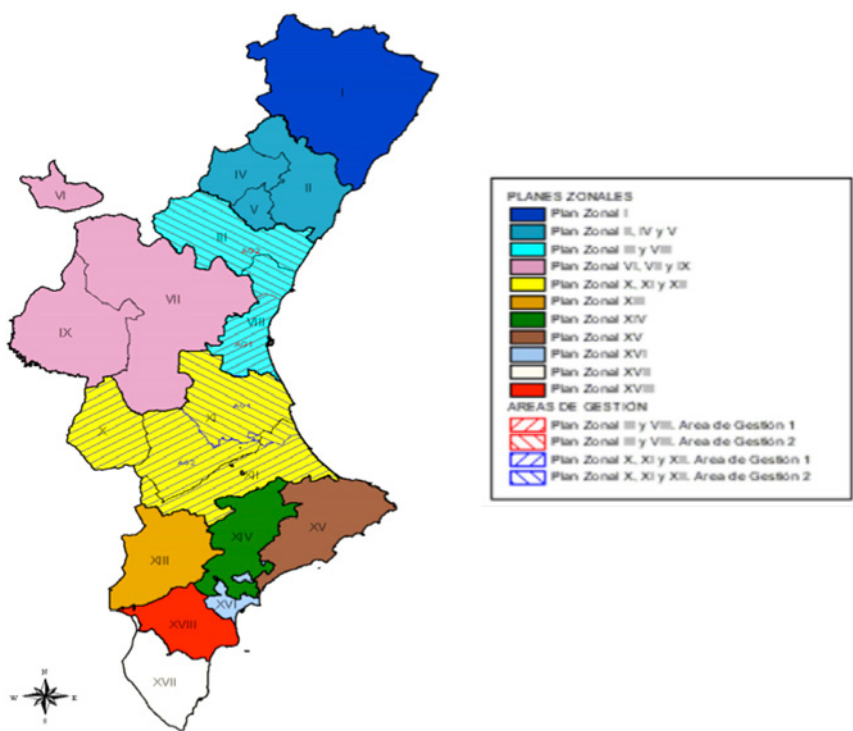 I
IV
II
V
VI
III
AG2
VII
VIII
IX
AG1
X
XI
AG1
AG2
XII
XIII
XIV
XV
XVI
XVIII
XVII
N
W E
S
PLANES ZONALES
Plan Zonal I
Plan Zonal II, IV y V
Plan Zonal III y VIII
Plan Zonal VI, VII y IX
Plan Zonal X, XI y XII
Plan Zonal XIII
Plan Zonal XIV
Plan Zonal XV
Plan Zonal XVI
Plan Zonal XVII
Plan Zonal XVIII
AREAS DE GESTIÓN
Plan Zonal III y VIII. Area de Gestión 1
Plan Zonal III y VIII. Area de Gestión 2
Plan Zonal X, XI y XII. Area de Gestión 1
Plan Zonal X, XI y XII. Area de Gestión 2